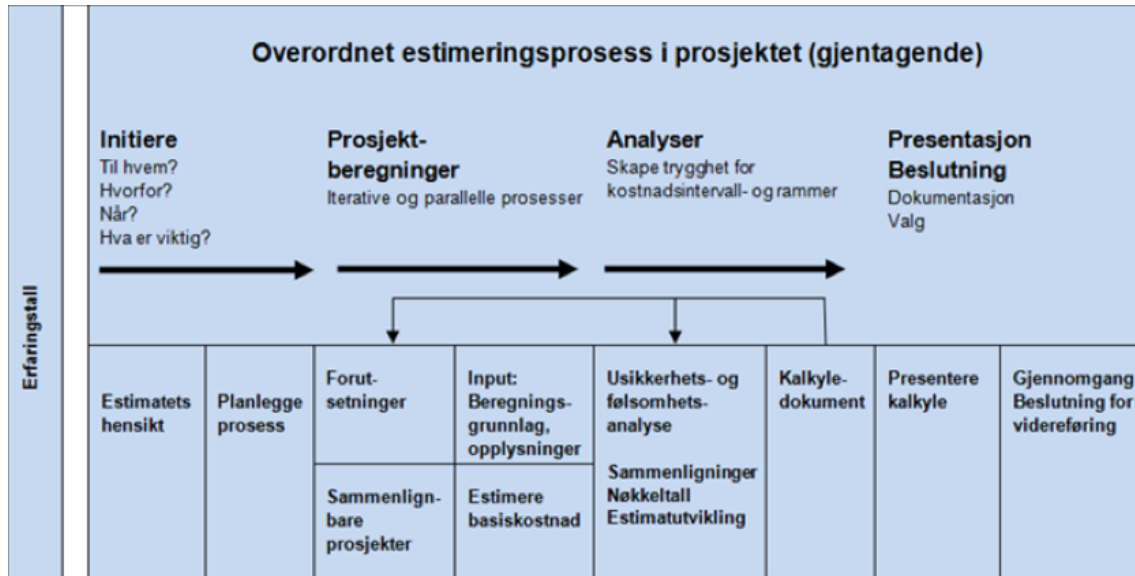 Overordnet estimeringsprosess i prosjektet (gjentagende)
Initiere
Til hvem?
Hvorfor?
Når?
Hva er viktig?
Prosjekt-
beregninger
Iterative og parallelle prosesser
Analyser
Skape trygghet for
kostnadsintervall- og rammer
Presentasjon
Beslutning
Dokumentasjon
Valg
Erfaringstall
Estimatets
hensikt
Planlegge
prosess
Forut-
setninger
Sammenlign-
bare
prosjekter
Input:
Beregnings-
grunnlag,
opplysninger
Estimere
basiskostnad
Usikkerhets- og
følsomhets-
analyse
Sammenligninger
Nøkkeltall
Estimatutvikling
Kalkyle-
dokument
Presentere
kalkyle
Gjennomgang
Beslutning for
videreføring